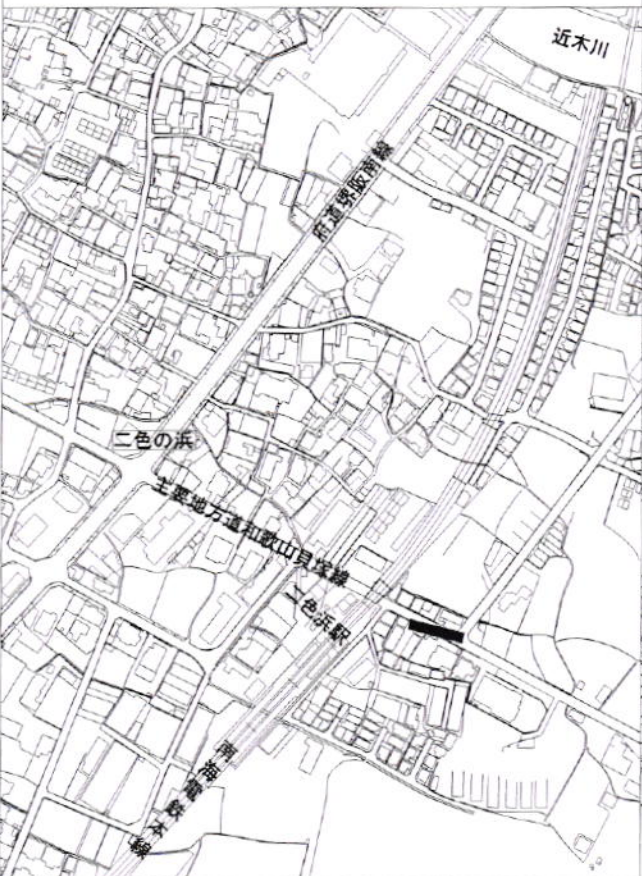 近木川
府道堺阪南線
二色の浜
主要地方道和歌山貝塚線
二色浜駅
南海電鉄本線